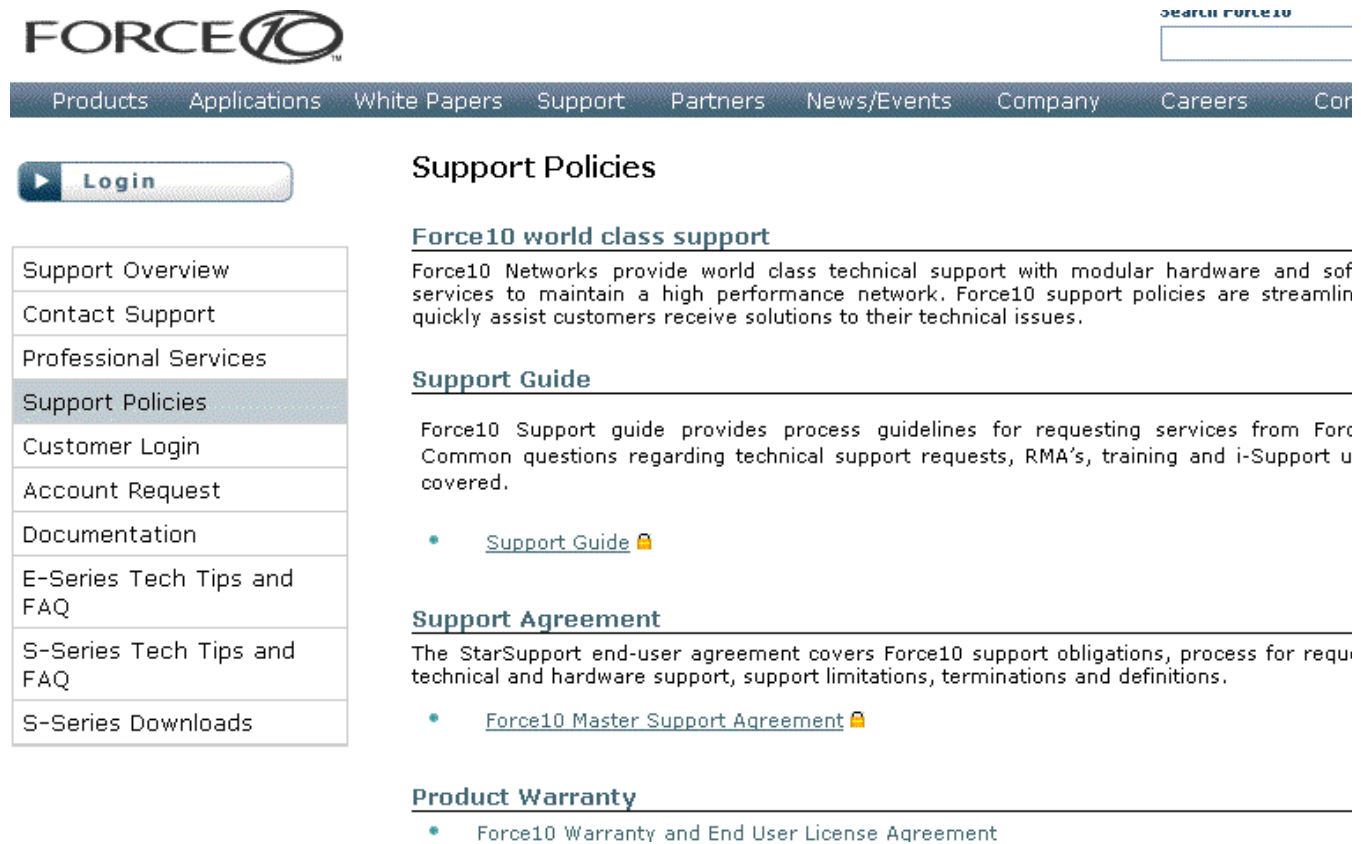 FORCE10™
Search Force10
Products Applications White Papers Support Partners News/Events Company Careers
Login
Support Overview
Contact Support
Professional Services
Support Policies
Customer Login
Account Request
Documentation
E-Series Tech Tips and
FAQ
S-Series Tech Tips and
FAQ
S-Series Downloads
Support Policies
Force10 world class support
Force10 Networks provide world class technical support with modular hardware and
services to maintain a high performance network. Force10 support policies are
quickly assist customers receive solutions to their technical issues.
Support Guide
Force10 Support guide provides process guidelines for requesting services from
Common questions regarding technical support requests, RMA's, training and i-Support
covered.
Support Guide
Support Agreement
The StarSupport end-user agreement covers Force10 support obligations, process for
technical and hardware support, support limitations, terminations and definitions.
Force10 Master Support Agreement
Product Warranty
Force10 Warranty and End User License Agreement